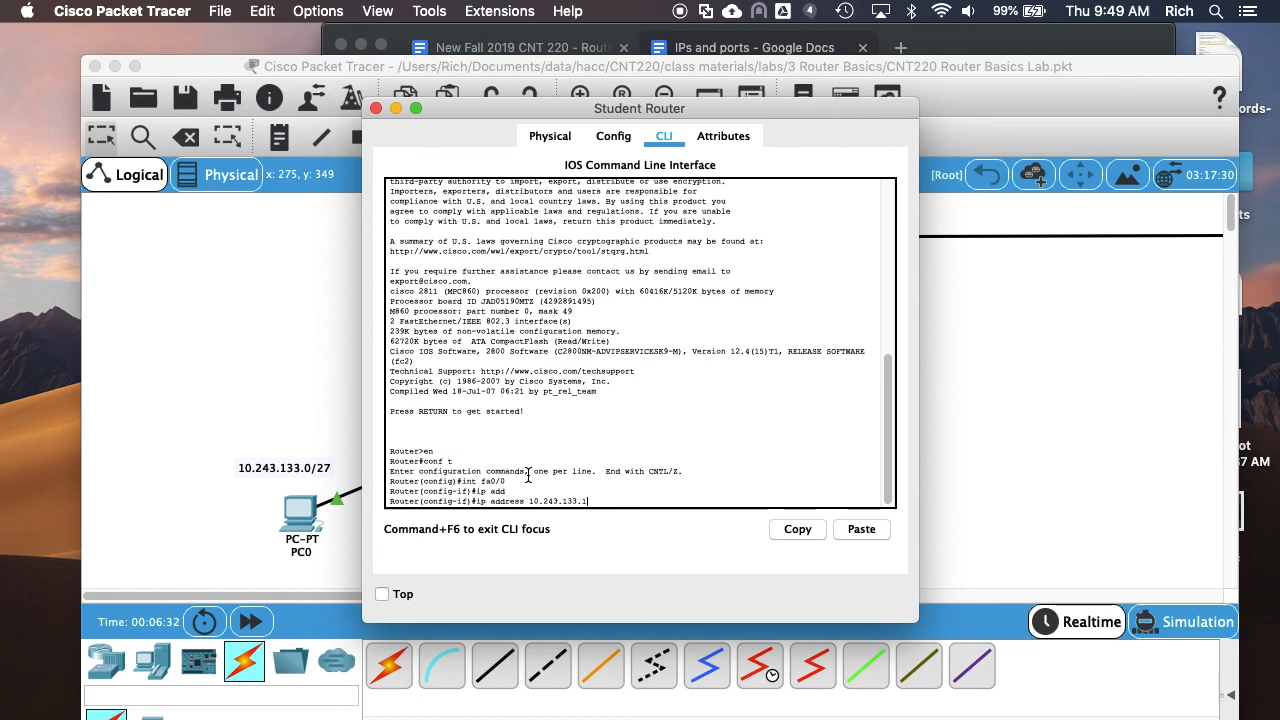 Cisco Packet Tracer File Edit Options View Tools Extensions Window Help 4 99% Thu 9:49 AM Rich
New Fall 2019 CNT 220 - Rout × IPs and ports - Google Docs × +
Cisco Packet Tracer - /Users/Rich/Documents/data/hacc/CNT220/class materials/labs/3 Router Basics/CNT220 Router Basics Lab.pkt
Student Router
?
ords-
Physical Config CLI Attributes
IOS Command Line Interface
Logical Physical x: 275, y: 349 [Root] 03:17:30
third-party authority to import, export, distribute or use encryption.
Importers, exporters, distributors and users are responsible for
compliance with U.S. and local country laws. By using this product you
agree to comply with applicable laws and regulations. If you are unable
to comply with U.S. and local laws, return this product immediately.
ts
A summary of U.S. laws governing Cisco cryptographic products may be found at:
http://www.cisco.com/wwl/export/crypto/tool/stqrg.html
If you require further assistance please contact us by sending email to
export@cisco.com.
cisco 2811 (MPC860) processor (revision 0x200) with 60416K/5120K bytes of memory
Processor board ID JAD05190MTZ (4292891495)
M860 processor: part number 0, mask 49
2 FastEthernet/IEEE 802.3 interface(s)
239K bytes of non-volatile configuration memory.
62720K bytes of ATA CompactFlash (Read/Write)
Cisco IOS Software, 2800 Software (C2800NM-ADVIPSERVICESK9-M), Version 12.4(15)T1, RELEASE SOFTWARE
(fc2)
Technical Support: http://www.cisco.com/techsupport
Copyright (c) 1986-2007 by Cisco Systems, Inc.
Compiled Wed 18-Jul-07 06:21 by pt_rel_team
Press RETURN to get started!
Router>en
Router#conf t
Enter configuration commands, one per line. End with CNTL/Z.
Router(config)#int fa0/0
Router(config-if)#ip add
Router(config-if)#ip address 10.243.133.1
10.243.133.0/27
PC-PT
PC0
ot
37 AM
Command+F6 to exit CLI focus Copy Paste
Top
Time: 00:06:32 Realtime Simulation